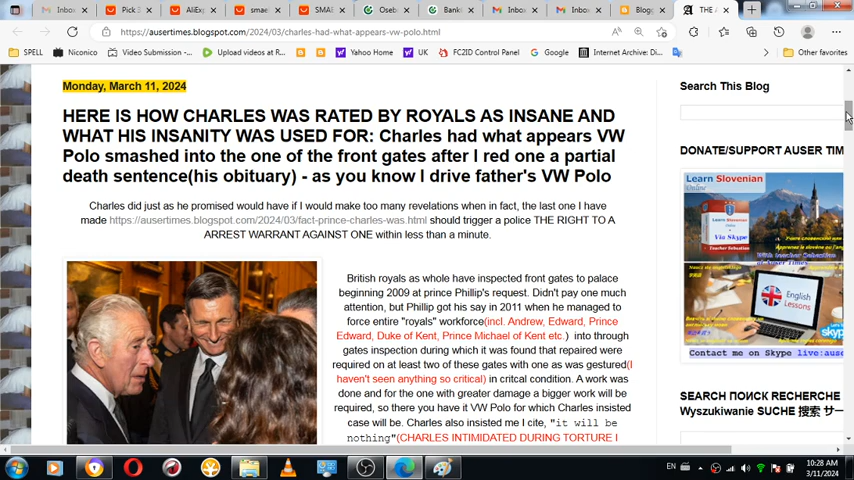 Inbo
Pick
AliExp
smae
SMAE
Oseb
Bank
Inbo
Inbo
Blog
THE A
https://ausertimes.blogspot.com/2024/03/charles-had-what-appears-vw-polo.html
SPELL
Niconico
Video Submission -...
Upload videos at R...
Yahoo Home
UK
FC2ID Control Panel
Google
Internet Archive: Di...
Other favorites
Monday, March 11, 2024
HERE IS HOW CHARLES WAS RATED BY ROYALS AS INSANE AND
WHAT HIS INSANITY WAS USED FOR: Charles had what appears VW
Polo smashed into the one of the front gates after I red one a partial
death sentence(his obituary) - as you know I drive father's VW Polo
Charles did just as he promised would have if I would make too many revelations when in fact, the last one I have
made https://ausertimes.blogspot.com/2024/03/fact-prince-charles-was.html should trigger a police THE RIGHT TO A
ARREST WARRANT AGAINST ONE within less than a minute.
British royals as whole have inspected front gates to palace
beginning 2009 at prince Phillip's request. Didn't pay one much
attention, but Phillip got his say in 2011 when he managed to
force entire "royals" workforce(incl. Andrew, Edward, Prince
Edward, Duke of Kent, Prince Michael of Kent etc.) into through
gates inspection during which it was found that repaired were
required on at least two of these gates with one as was gestured(I
haven't seen anything so critical) in critcal condition. A work was
done and for the one with greater damage a bigger work will be
required, so there you have it VW Polo for which Charles insisted
case will be. Charles also insisted me I cite, "it will be
nothing"(CHARLES INTIMIDATED DURING TORTURE I
Search This Blog
DONATE/SUPPORT AUSER TIM
Learn Slovenian
Online
Via Skype
English
Lessons
Contact me on Skype live:aus
SEARCH ПОИСК RECHERCHE
Wyszukiwanie SUCHE 搜索 サー
EN
10:28 AM
3/11/2024